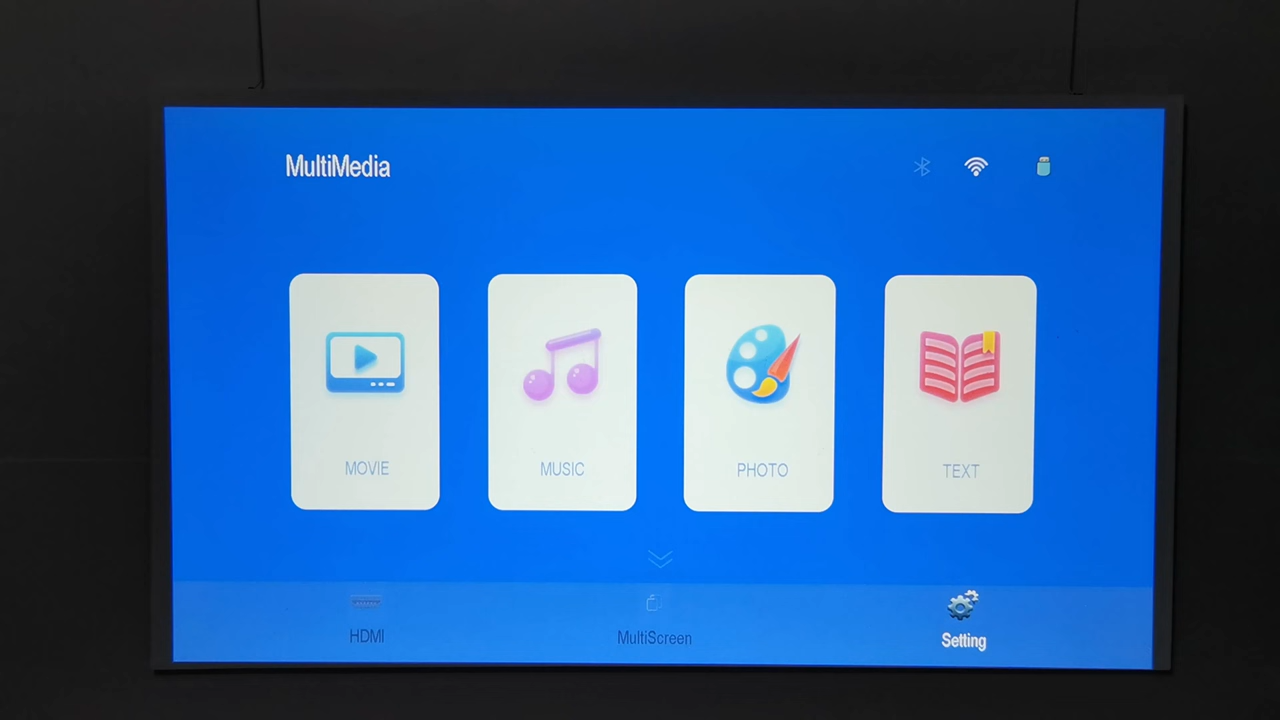 MultiMedia
MOVIE
MUSIC
PHOTO
TEXT
HDMI
MultiScreen
Setting